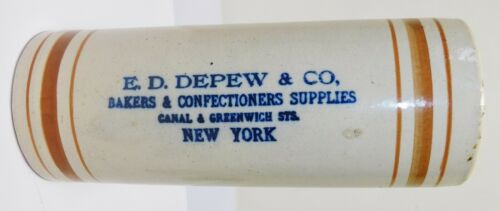 E. D. DEPEW & CO,
BAKERS & CONFECTIONERS SUPPLIES
CANAL & GREENWICH STS.
NEW YORK